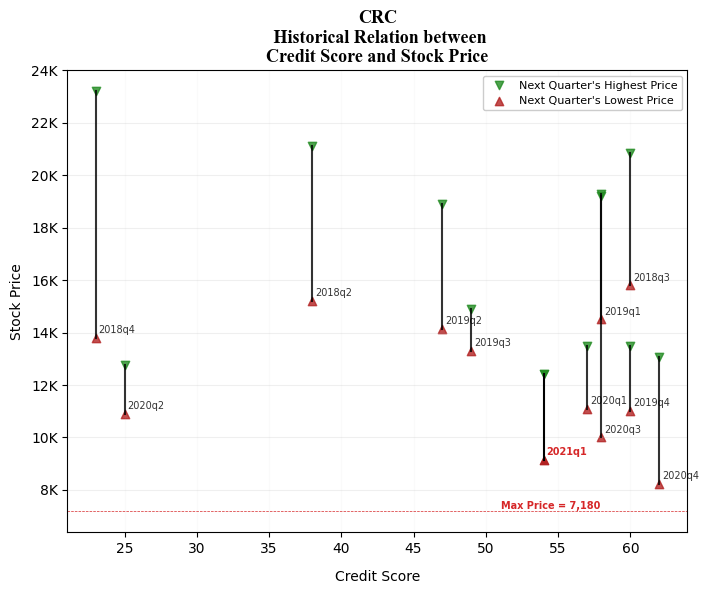 CRC
Historical Relation between
Credit Score and Stock Price
Next Quarter's Highest Price
Next Quarter's Lowest Price
24K
22K
20K
18K
16K
14K
12K
10K
8K
Stock Price
2018q4
2020q2
2018q2
2019q2
2019q3
2021q1
2020q1
2019q1
2020q3
2018q3
2019q4
2020q4
Max Price = 7,180
25 30 35 40 45 50 55 60
Credit Score